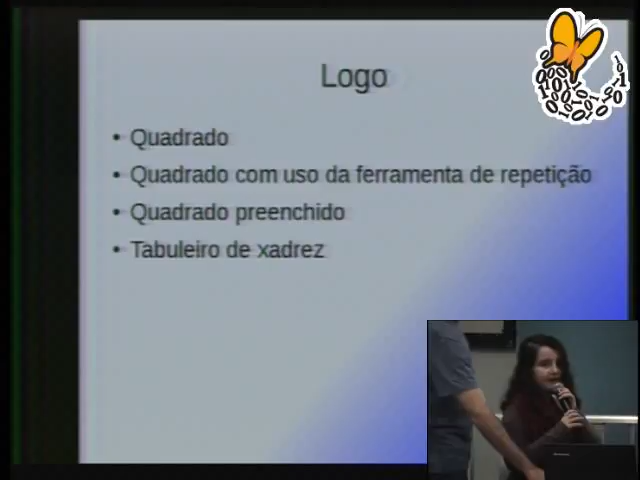 Logo
• Quadrado
• Quadrado com uso da ferramenta de repetição
• Quadrado preenchido
• Tabuleiro de xadrez